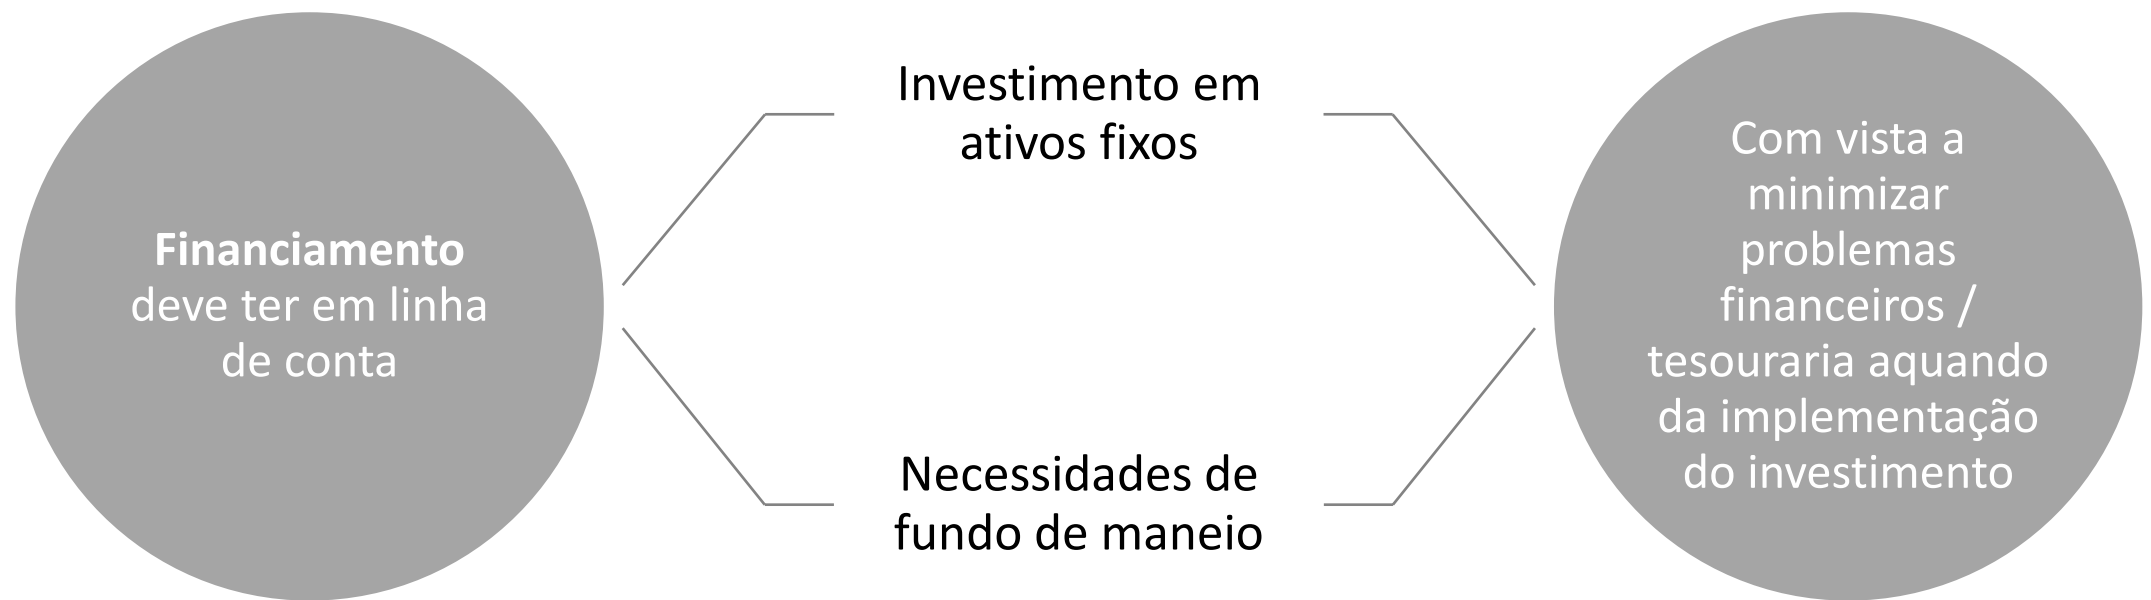 Financiamento
deve ter em linha
de conta
Investimento em
ativos fixos
Necessidades de
fundo de maneio
Com vista a
minimizar
problemas
financeiros /
tesouraria aquando
da implementação
do investimento